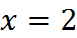 x = 2